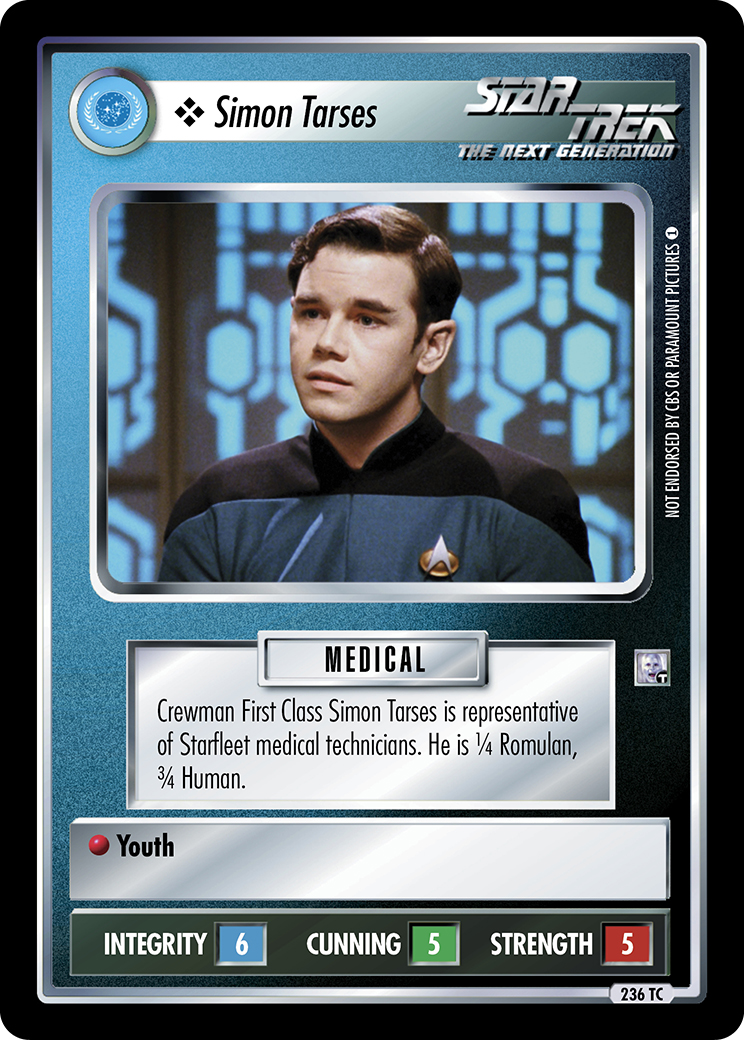 ❖ Simon Tarses
STAR TREK
THE NEXT GENERATION
NOT ENDORSED BY CBS OR PARAMOUNT PICTURES 1
MEDICAL
T
Crewman First Class Simon Tarses is representative
of Starfleet medical technicians. He is ¼ Romulan,
¾ Human.
Youth
INTEGRITY 6 CUNNING 5 STRENGTH 5
236 TC